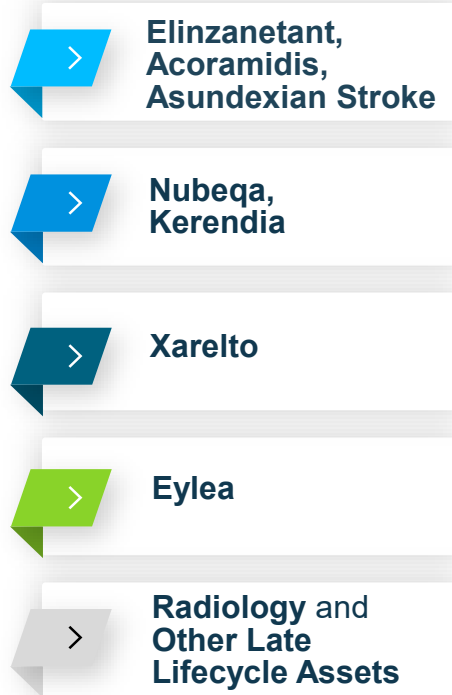 Elinzanetant,
Acoramidis,
Asundexian Stroke
Nubeqa,
Kerendia
Xarelto
Eylea
Radiology and
Other Late
Lifecycle Assets